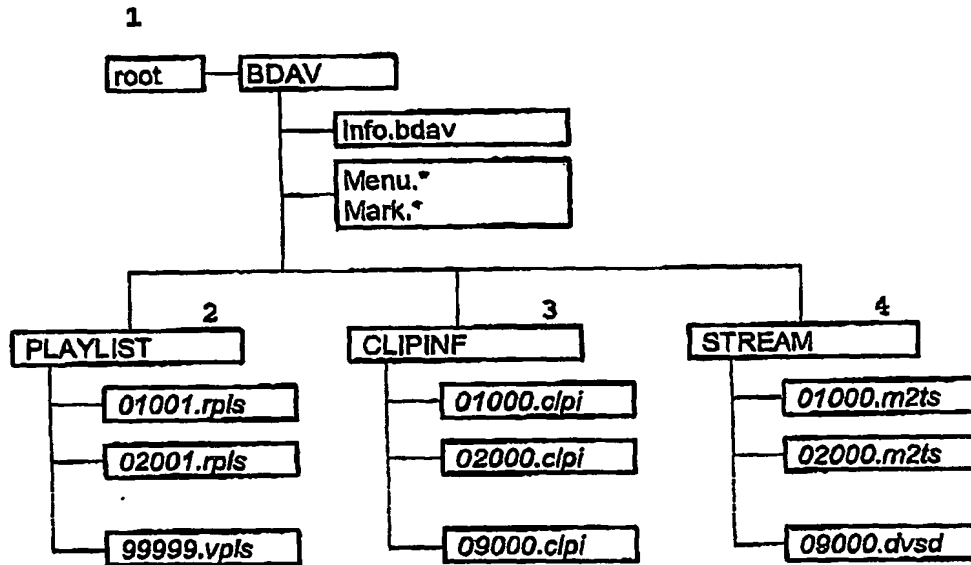 1
root
BDAV
Info.bdav
Menu.*
Mark.*
2
PLAYLIST
01001.rpls
02001.rpls
99999.vpls
3
CLIPINF
01000.clpi
02000.clpi
09000.clpi
4
STREAM
01000.m2ts
02000.m2ts
09000.dvsd